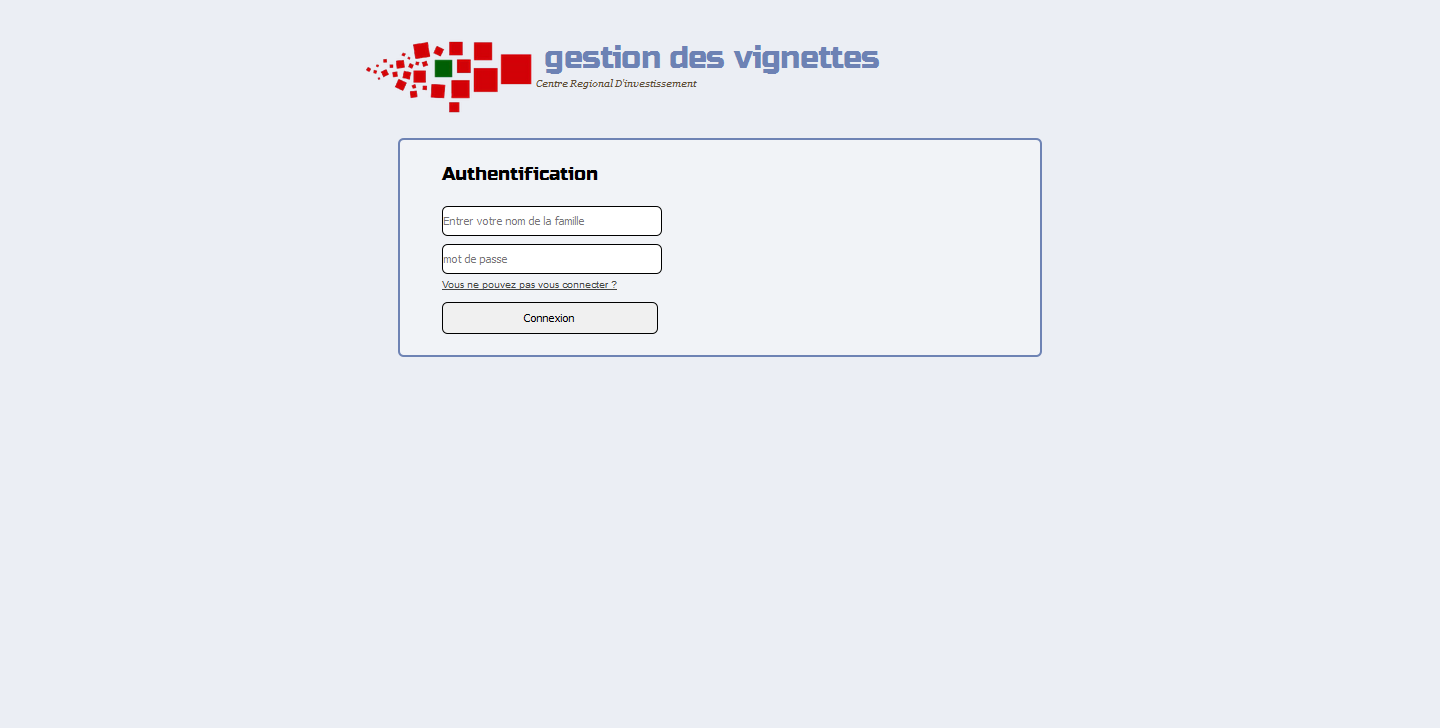 gestion des vignettes
Centre Regional D'investissement
Authentification
Entrer votre nom de la famille
mot de passe
Vous ne pouvez pas vous connecter ?
Connexion